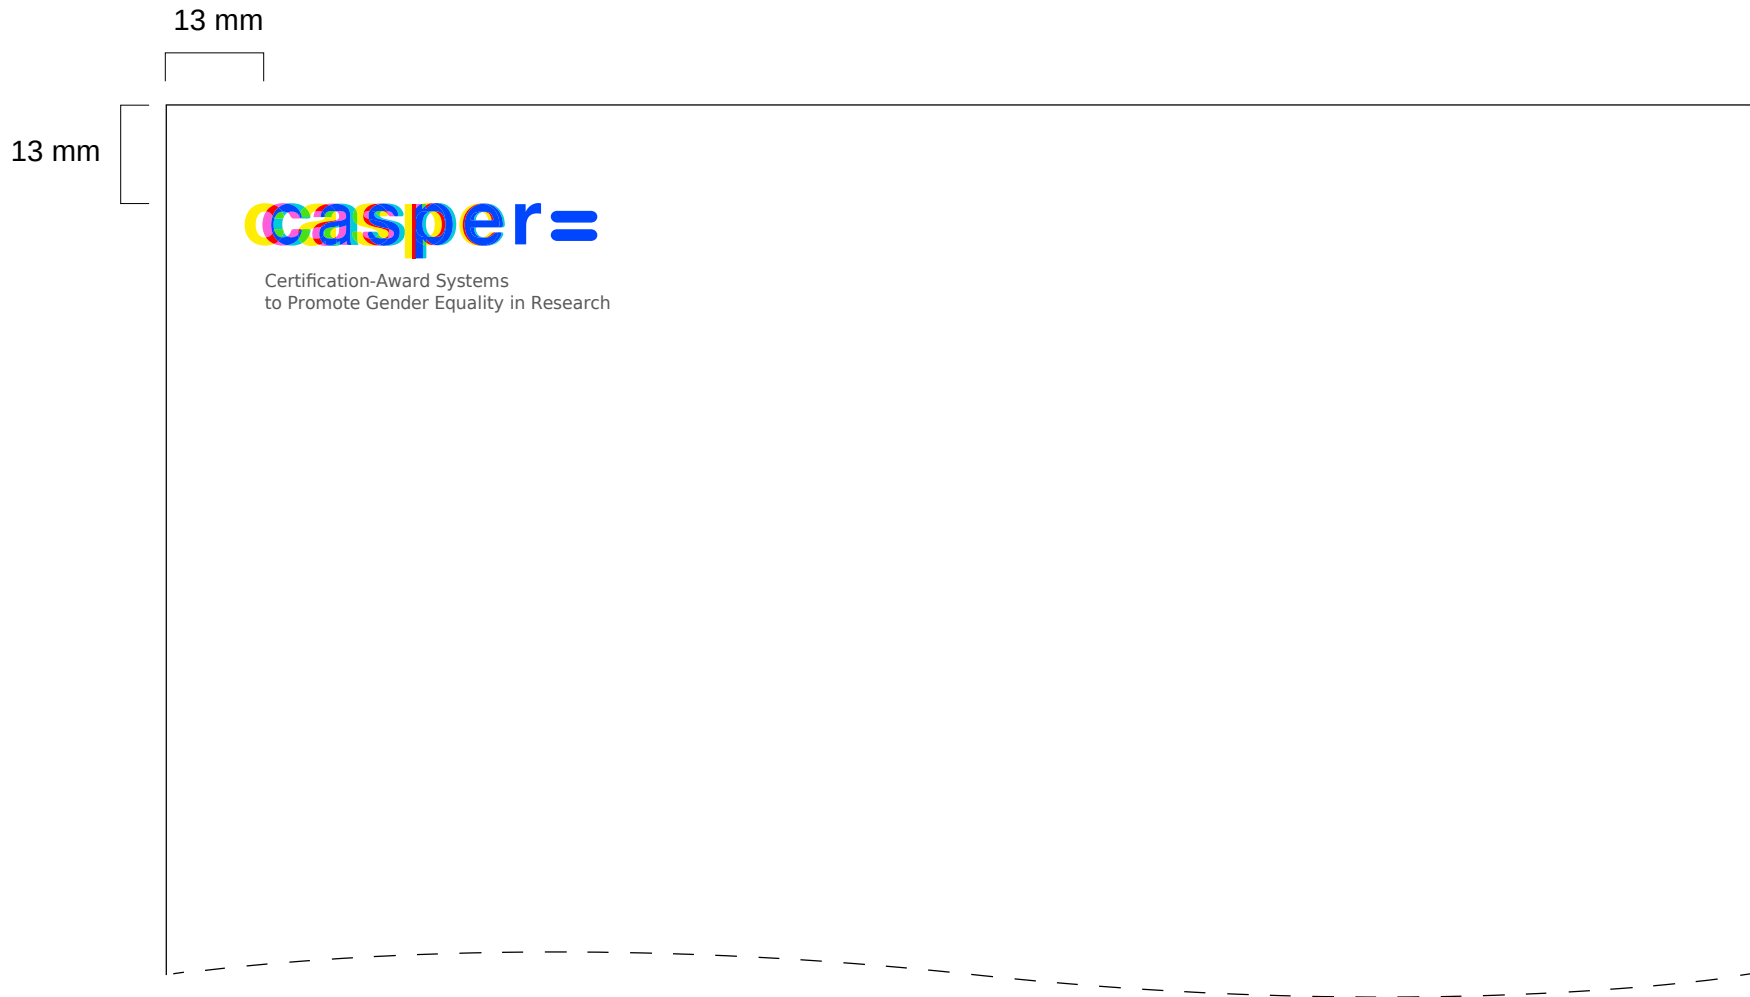 13 mm
13 mm
casper=
Certification-Award Systems
to Promote Gender Equality in Research